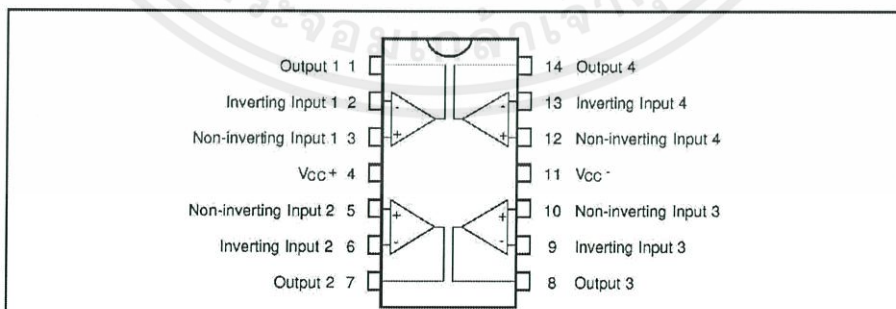 Output 1 1 14 Output 4
Inverting Input 1 2 - - 13 Inverting Input 4
Non-inverting Input 1 3 + + 12 Non-inverting Input 4
VCC+ 4 11 VCC-
Non-inverting Input 2 5 + + 10 Non-inverting Input 3
Inverting Input 2 6 - - 9 Inverting Input 3
Output 2 7 8 Output 3